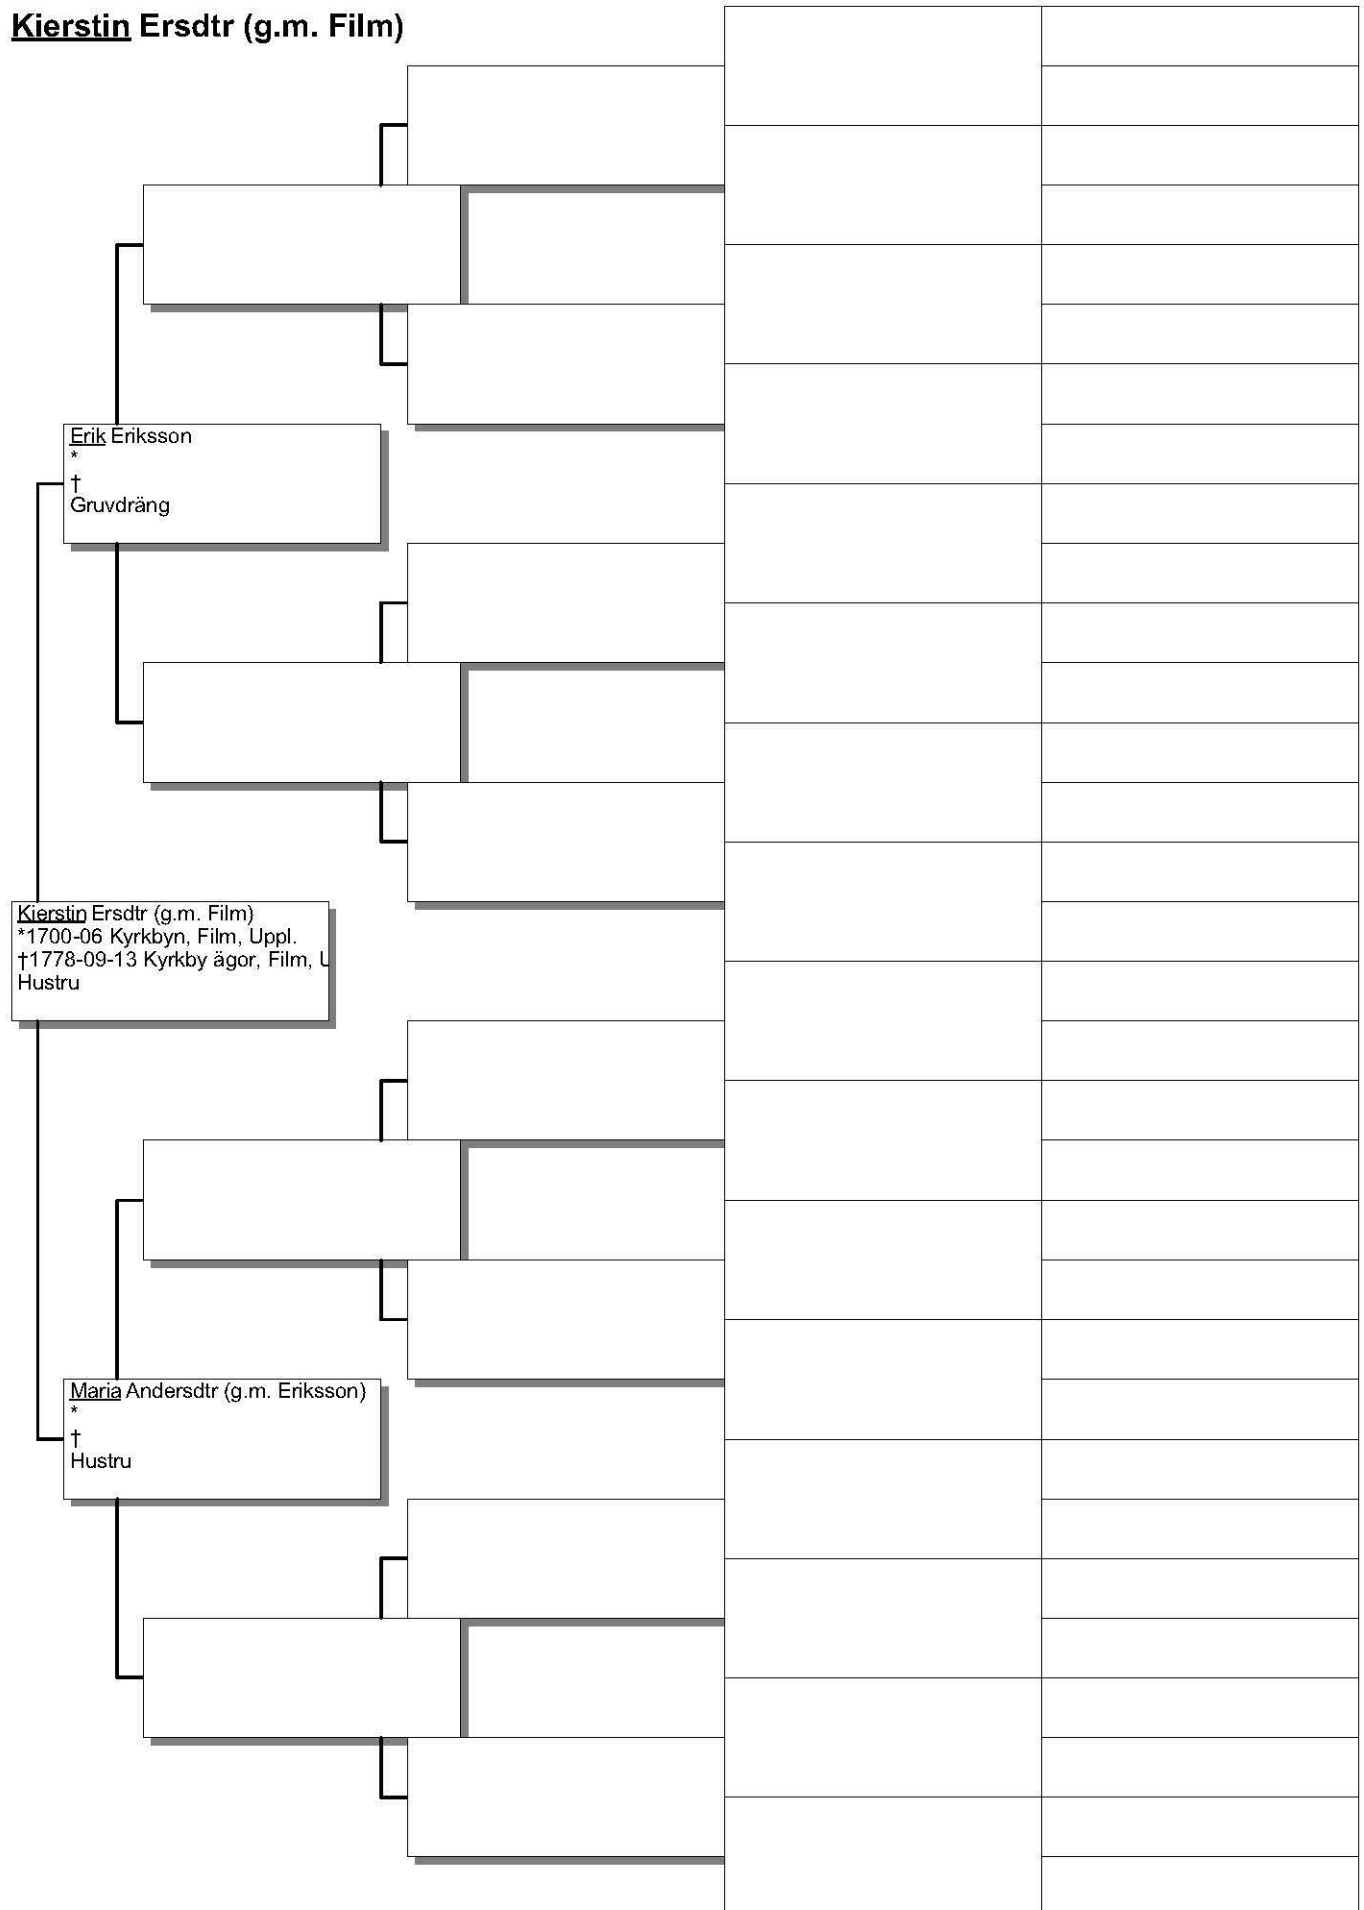 Kierstin Ersdtr (g.m. Film)
Erik Eriksson
*
†
Gruvdräng
Kierstin Ersdtr (g.m. Film)
*1700-06 Kyrkbyn, Film, Uppl.
†1778-09-13 Kyrkby ägor, Film, U
Hustru
Maria Andersdtr (g.m. Eriksson)
*
†
Hustru